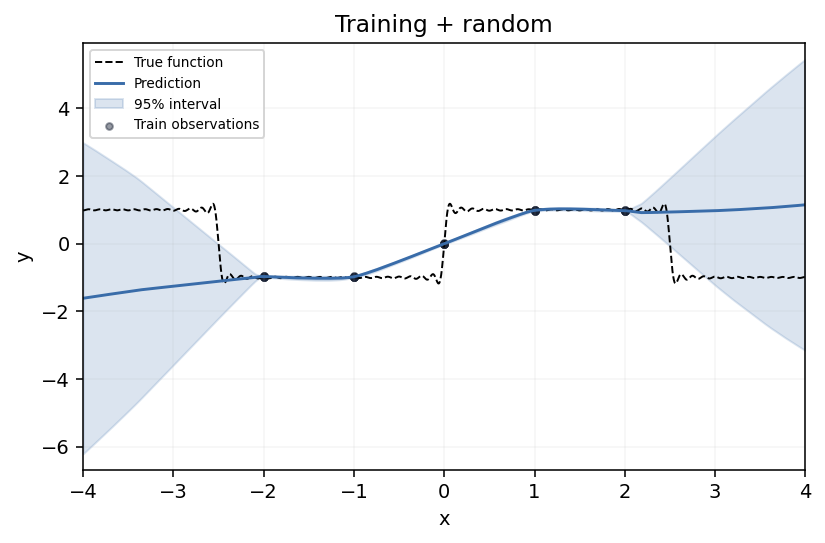 Training + random
True function
Prediction
95% interval
Train observations
y
4
2
0
−2
−4
−6
−4 −3 −2 −1 0 1 2 3 4
x